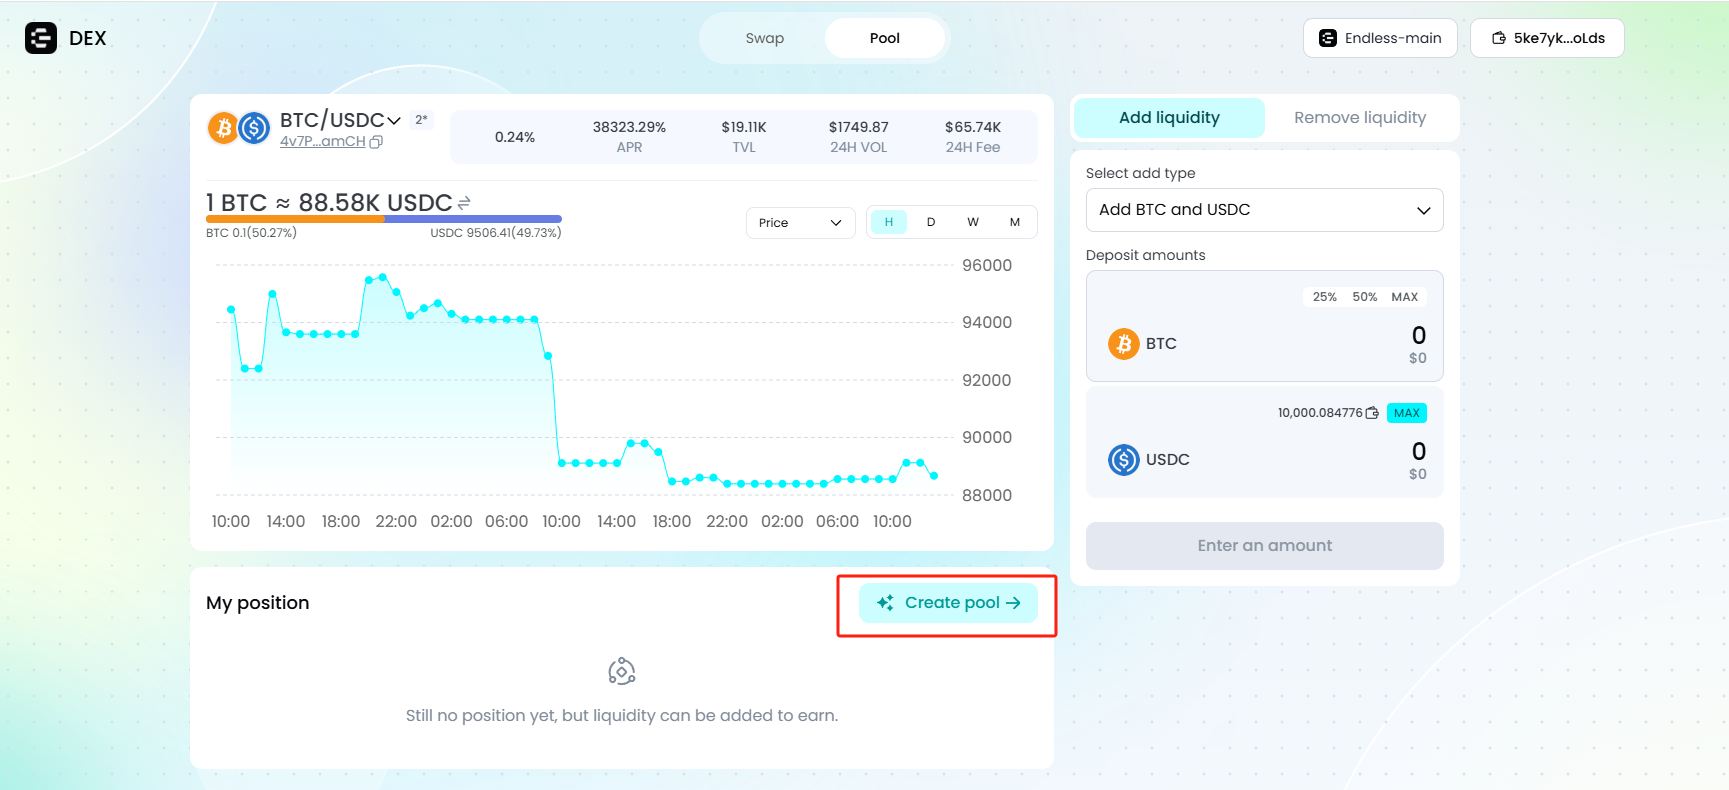 DEX
Swap
Pool
Endless-main
5ke7yk...oLds
BTC/USDC
2*
4v7P...amCH
0.24%
38323.29%
APR
$19.11K
TVL
$1749.87
24H VOL
$65.74K
24H Fee
1 BTC ≈ 88.58K USDC
BTC 0.1(50.27%)
USDC 9506.41(49.73%)
Price
H D W M
96000
94000
92000
90000
88000
10:00 14:00 18:00 22:00 02:00 06:00 10:00 14:00 18:00 22:00 02:00 06:00 10:00
My position
Create pool
Still no position yet, but liquidity can be added to earn.
Add liquidity
Remove liquidity
Select add type
Add BTC and USDC
Deposit amounts
25% 50% MAX
BTC
0
$0
10,000.084776
MAX
USDC
0
$0
Enter an amount